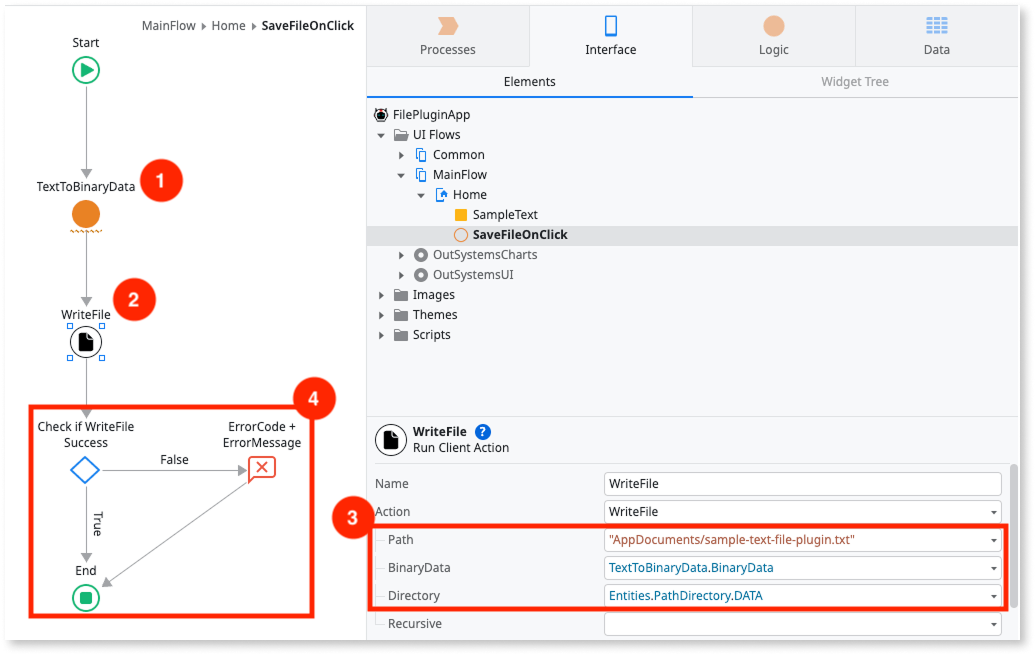 MainFlow Home SaveFileOnClick
Start
TextToBinaryData
1
WriteFile
2
4
Check if WriteFile
Success
ErrorCode +
ErrorMessage
False
True
End
Processes
Interface
Logic
Data
Elements
Widget Tree
FilePluginApp
UI Flows
Common
MainFlow
Home
SampleText
SaveFileOnClick
OutSystemsCharts
OutSystemsUI
Images
Themes
Scripts
WriteFile ?
Run Client Action
Name WriteFile
Action WriteFile
3
Path "AppDocuments/sample-text-file-plugin.txt"
BinaryData TextToBinaryData.BinaryData
Directory Entities.PathDirectory.DATA
Recursive